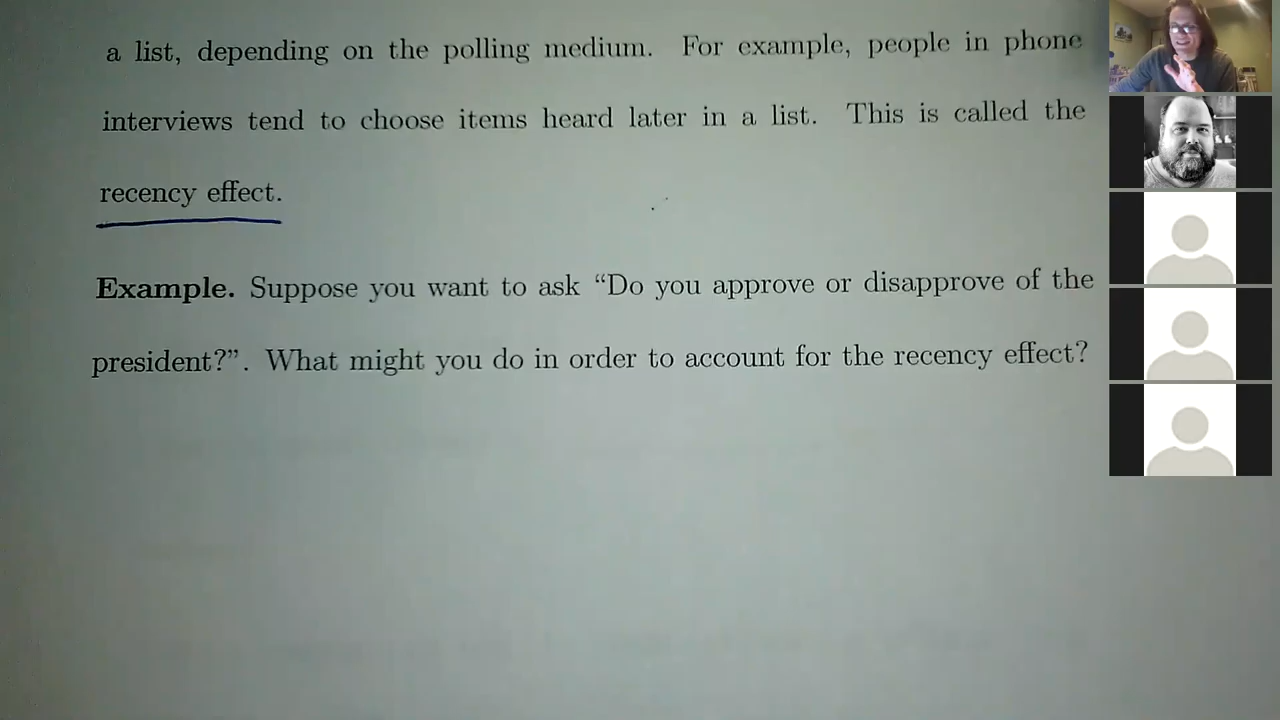 a list, depending on the polling medium. For example, people in phone
interviews tend to choose items heard later in a list. This is called the
recency effect.
Example. Suppose you want to ask “Do you approve or disapprove of the
president?”. What might you do in order to account for the recency effect?